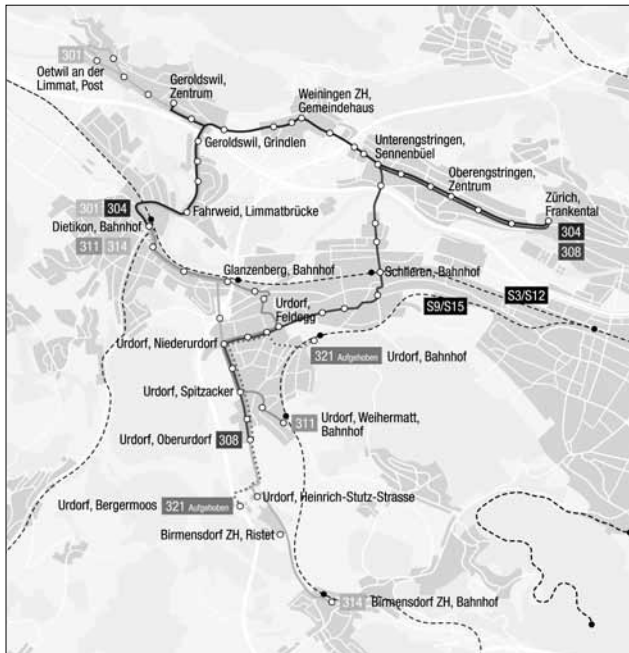 301
Oetwil an der
Limmat, Post
Geroldswil,
Zentrum
Weiningen ZH,
Gemeindehaus
Geroldswil, Grindlen
Unterengstringen,
Sennenbüel
Oberengstringen,
Zentrum
Zürich,
Frankental
304
308
301 304
Dietikon, Bahnhof
311 314
Fahrweid, Limmatbrücke
Glanzenberg, Bahnhof
Schlieren, Bahnhof
Urdorf,
Feldegg
S9/S15
S3/S12
Urdorf, Niederurdorf
321 Aufgehoben
Urdorf, Bahnhof
Urdorf, Spitzacker
311
Urdorf, Weihermatt,
Bahnhof
Urdorf, Oberurdorf 308
Urdorf, Heinrich-Stutz-Strasse
Urdorf, Bergermoos 321 Aufgehoben
Birmensdorf ZH, Ristet
314 Birmensdorf ZH, Bahnhof